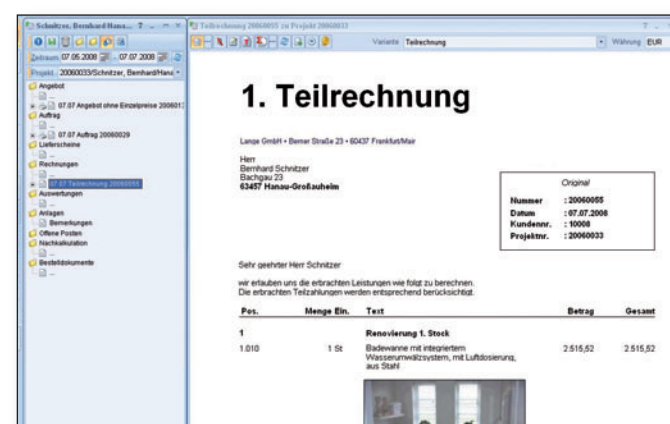 Schnitzer, Bernhard Hana...
Zeitraum 07.05.2008 - 07.07.2008
Projekt 20060033/Schnitzer, Bernhard/Hana
Angebot
...
07.07 Angebot ohne Einzelpreise 2006013
Auftrag
...
07.07 Auftrag 20060029
Lieferscheine
...
Rechnungen
...
07.07 Teilrechnung 20060055
Auswertungen
...
Anlagen
Bemerkungen
Offene Posten
Nachkalkulation
...
Bestelldokumente
...
Teilrechnung 20060055 zu Projekt 20060033
Variante Teilrechnung Währung EUR
1. Teilrechnung
Lange GmbH • Berner Straße 23 • 60437 Frankfurt/Mair
Herr
Bernhard Schnitzer
Bachgau 23
63457 Hanau-Großauheim
Original
Nummer : 20060055
Datum : 07.07.2008
Kundennr. : 10008
Projektnr. : 20060033
Sehr geehrter Herr Schnitzer
wir erlauben uns die erbrachten Leistungen wie folgt zu berechnen.
Die erbrachten Teilzahlungen werden entsprechend berücksichtigt.
Pos. Menge Ein. Text Betrag Gesamt
1 Renovierung 1. Stock
1.010 1 St Badewanne mit integriertem 2.515,52 2.515,52
Wasserumwälzsystem, mit Luftdosierung,
aus Stahl